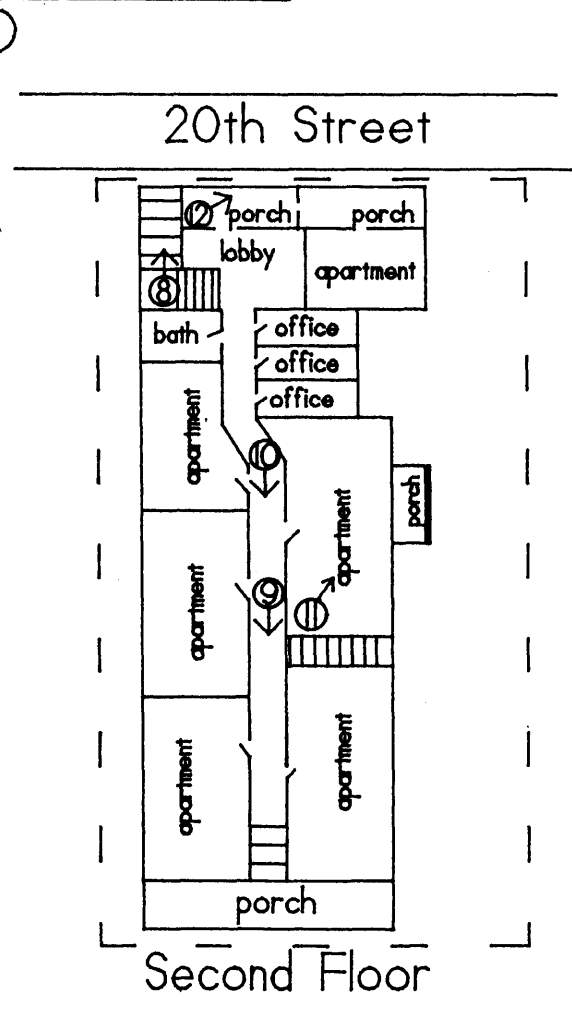 20th Street
12 porch porch
lobby
apartment
8
bath office
office
office
apartment
10
porch
apartment
apartment
9
11
apartment
apartment
porch
Second Floor